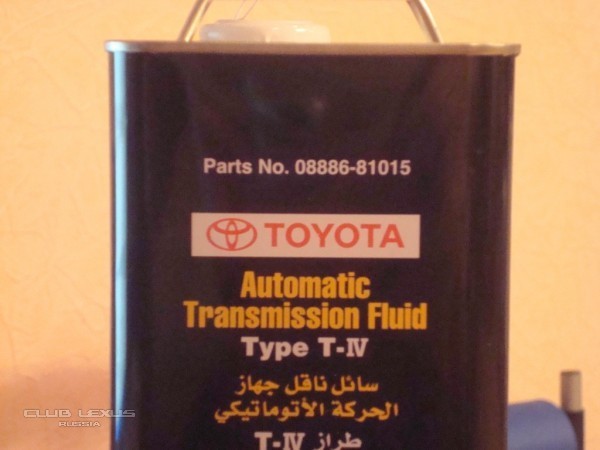 Parts No. 08886-81015
TOYOTA
Automatic
Transmission Fluid
Type T-IV
سائل ناقل جهاز
الحركة الأتوماتيكي
طراز T-IV
CLUB LEXUS
RUSSIA